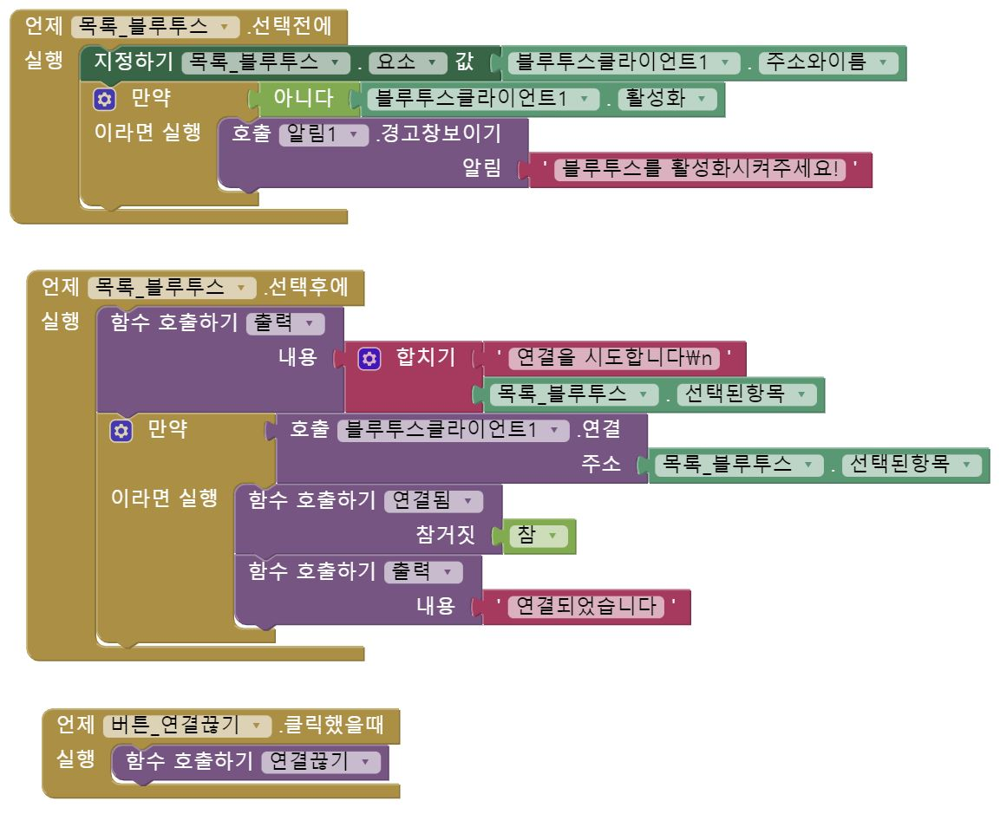 언제 목록_블루투스 .선택전에
실행 지정하기 목록_블루투스 . 요소 값 블루투스클라이언트1 . 주소와이름
만약 아니다 블루투스클라이언트1 . 활성화
이라면 실행 호출 알림1 .경고창보이기
알림 ' 블루투스를 활성화시켜주세요! '
언제 목록_블루투스 .선택후에
실행 함수 호출하기 출력
내용 합치기 ' 연결을 시도합니다₩n '
목록_블루투스 . 선택된항목
만약 호출 블루투스클라이언트1 .연결
주소 목록_블루투스 . 선택된항목
이라면 실행 함수 호출하기 연결됨
참거짓 참
함수 호출하기 출력
내용 ' 연결되었습니다 '
언제 버튼_연결끊기 .클릭했을때
실행 함수 호출하기 연결끊기